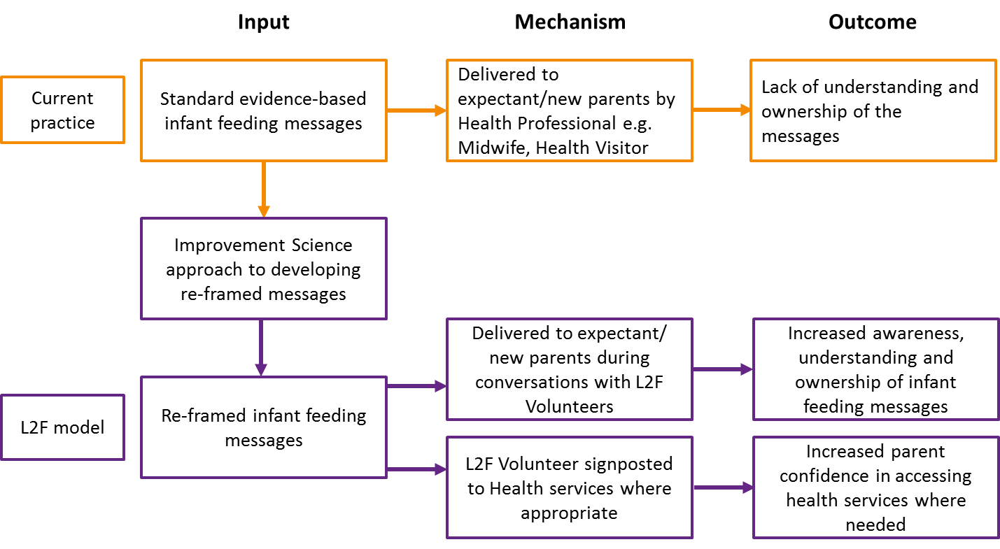 Input
Mechanism
Outcome
Current
practice
Standard evidence-based
infant feeding messages
Delivered to
expectant/new parents by
Health Professional e.g.
Midwife, Health Visitor
Lack of understanding and
ownership of the
messages
Improvement Science
approach to developing
re-framed messages
L2F model
Re-framed infant feeding
messages
Delivered to expectant/
new parents during
conversations with L2F
Volunteers
Increased awareness,
understanding and
ownership of infant
feeding messages
L2F Volunteer signposted
to Health services where
appropriate
Increased parent
confidence in accessing
health services where
needed